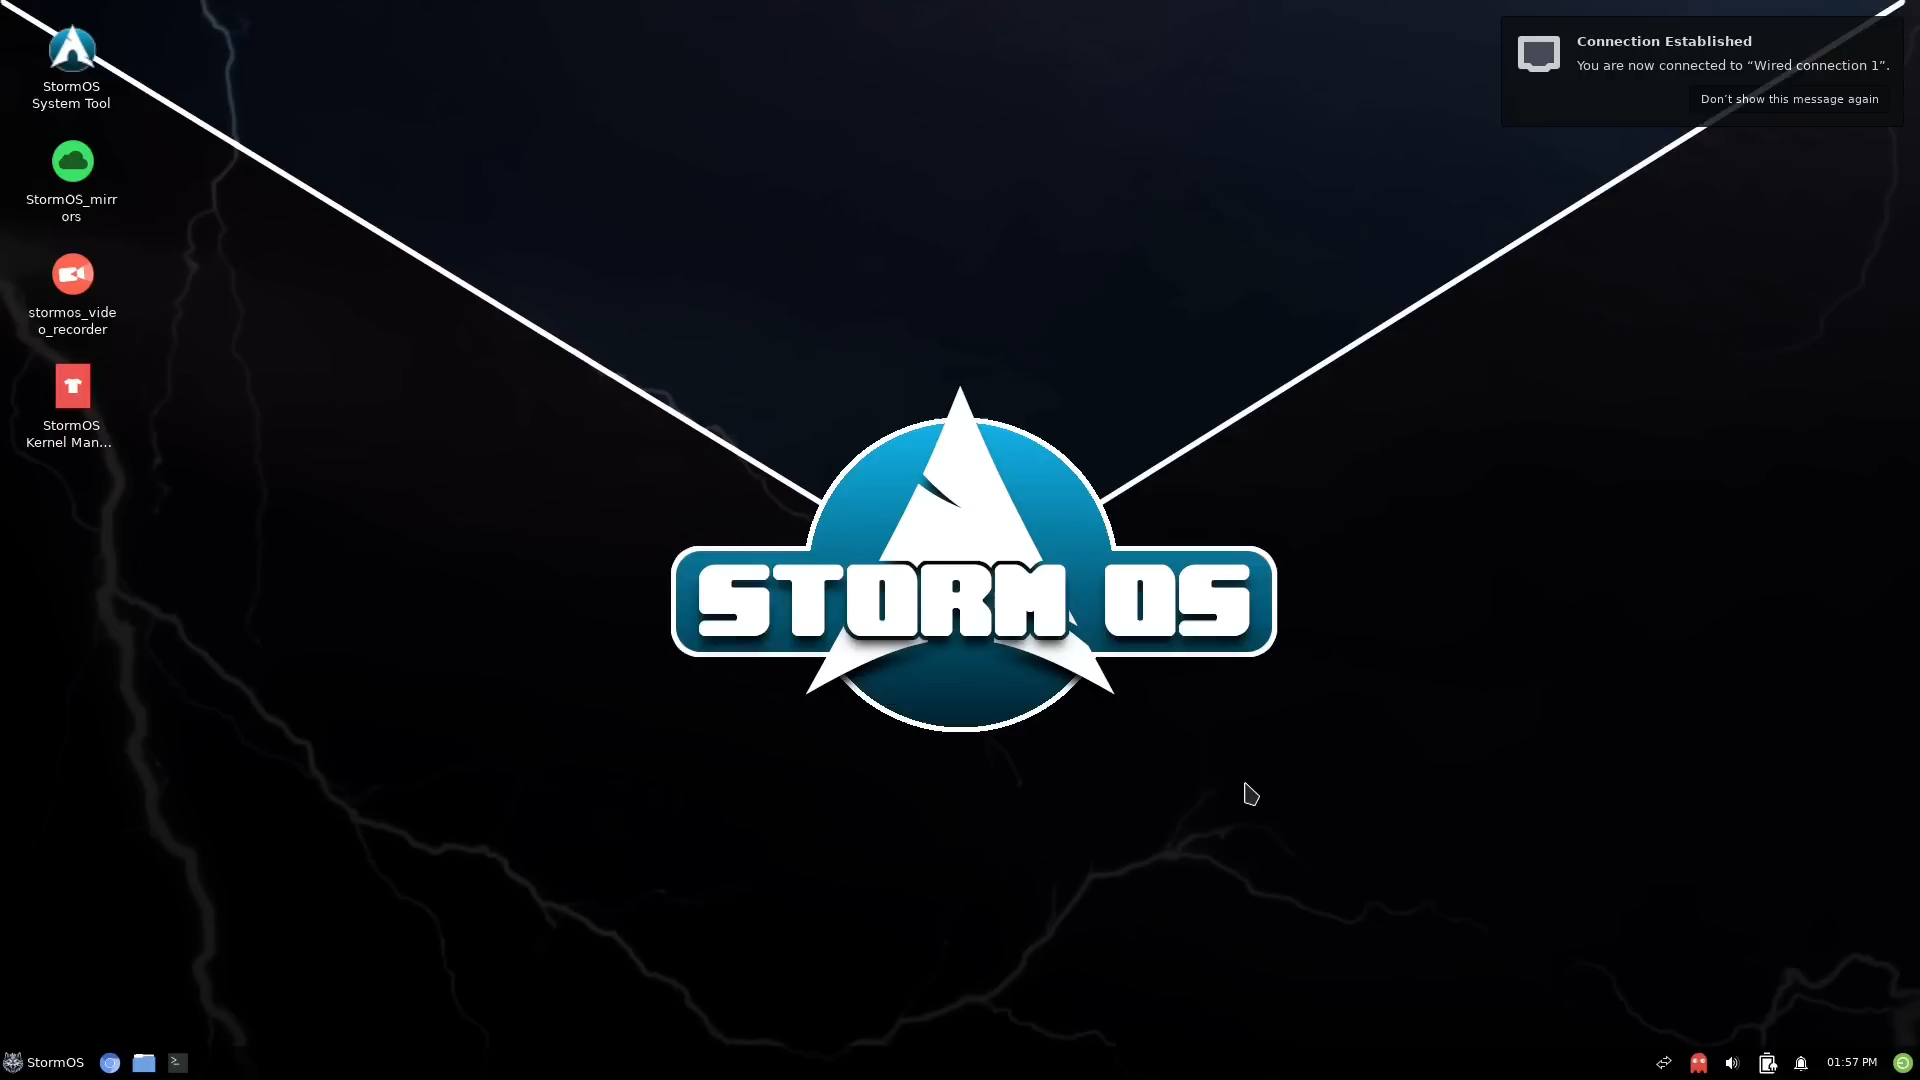 StormOS
System Tool
StormOS_mirr
ors
stormos_vide
o_recorder
StormOS
Kernel Man...
Connection Established
You are now connected to “Wired connection 1”.
Don’t show this message again
STORM OS
StormOS
01:57 PM